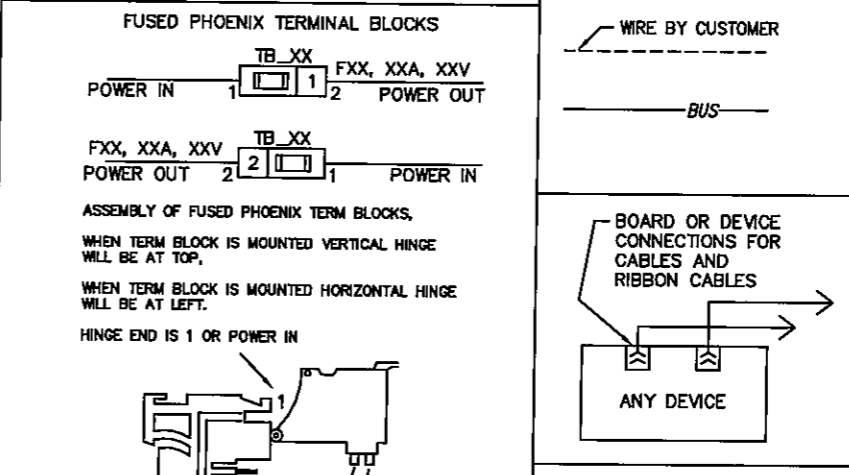 FUSED PHOENIX TERMINAL BLOCKS
TB_XX
POWER IN 1 1 2 FXX, XXA, XXV
POWER OUT
TB_XX
FXX, XXA, XXV
POWER OUT 2 2 1 POWER IN
ASSEMBLY OF FUSED PHOENIX TERM BLOCKS,
WHEN TERM BLOCK IS MOUNTED VERTICAL HINGE
WILL BE AT TOP,
WHEN TERM BLOCK IS MOUNTED HORIZONTAL HINGE
WILL BE AT LEFT.
HINGE END IS 1 OR POWER IN
1
WIRE BY CUSTOMER
BUS
BOARD OR DEVICE
CONNECTIONS FOR
CABLES AND
RIBBON CABLES
ANY DEVICE